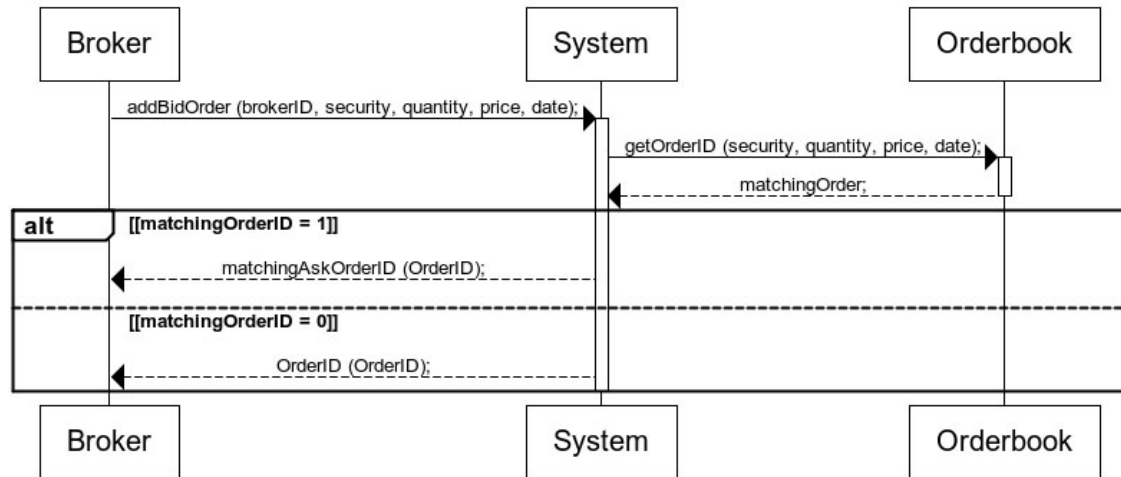 Broker
System
Orderbook
addBidOrder (brokerID, security, quantity, price, date);
getOrderID (security, quantity, price, date);
matchingOrder;
alt
[[matchingOrderID = 1]]
matchingAskOrderID (OrderID);
[[matchingOrderID = 0]]
OrderID (OrderID);
Broker
System
Orderbook